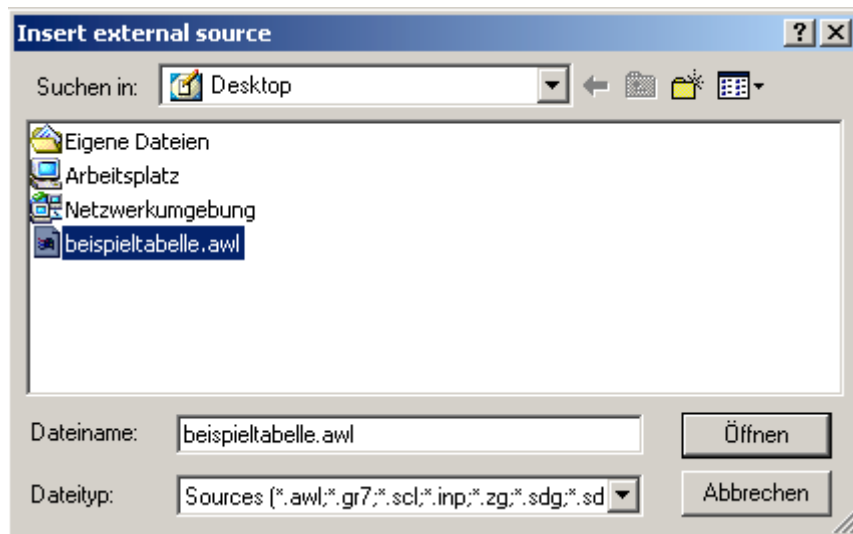 Insert external source
Suchen in: Desktop
Eigene Dateien
Arbeitsplatz
Netzwerkumgebung
beispieltabelle.awl
Dateiname: beispieltabelle.awl Öffnen
Dateityp: Sources (*.awl;*.gr7;*.scl;*.inp;*.zg;*.sdg;*.sd Abbrechen